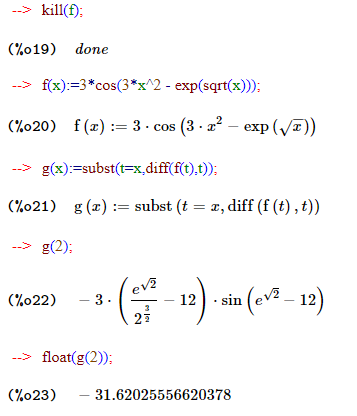 --> kill(f);
(%o19) done
--> f(x):=3*cos(3*x^2 - exp(sqrt(x)));
(%o20) f (x) := 3 · cos (3 · x² − exp (√x))
--> g(x):=subst(t=x,diff(f(t),t));
(%o21) g (x) := subst (t = x, diff (f (t) , t))
--> g(2);
(%o22) − 3 · (e^√2 / 2^(3/2) − 12) · sin (e^√2 − 12)
--> float(g(2));
(%o23) − 31.62025556620378